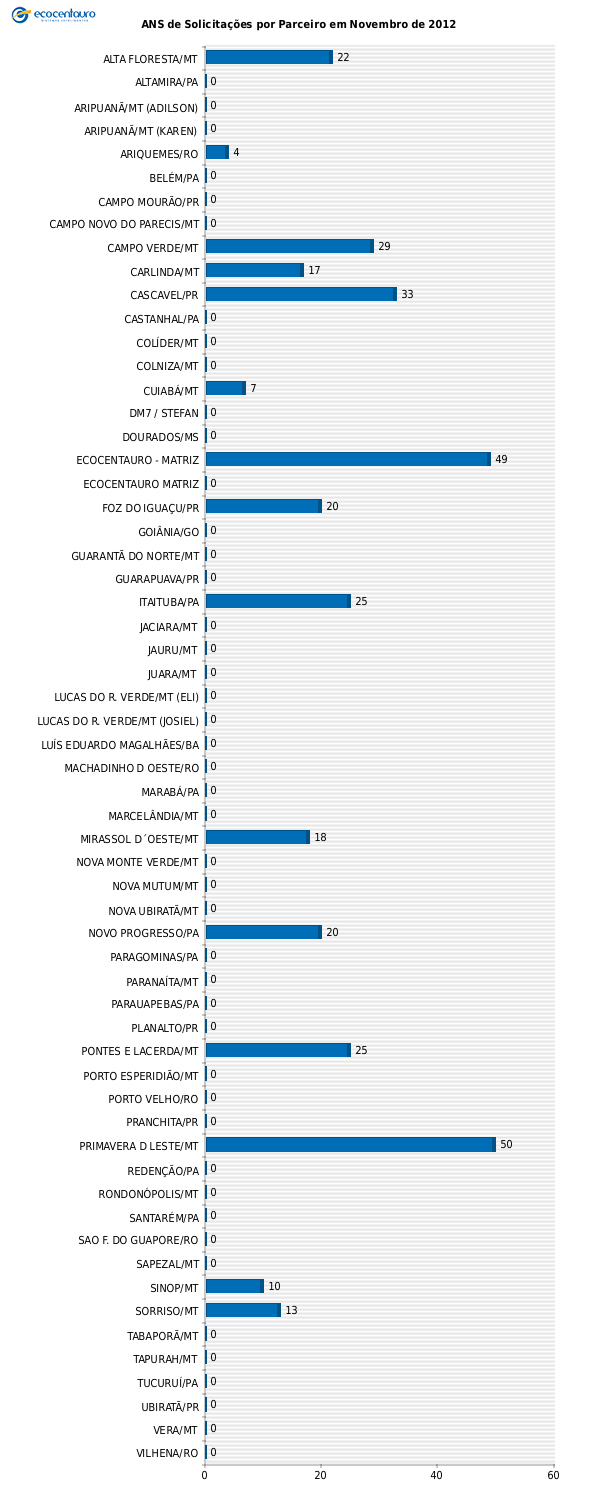 ecocentauro
ANS de Solicitações por Parceiro em Novembro de 2012
ALTA FLORESTA/MT 22
ALTAMIRA/PA 0
ARIPUANÃ/MT (ADILSON) 0
ARIPUANÃ/MT (KAREN) 0
ARIQUEMES/RO 4
BELÉM/PA 0
CAMPO MOURÃO/PR 0
CAMPO NOVO DO PARECIS/MT 0
CAMPO VERDE/MT 29
CARLINDA/MT 17
CASCAVEL/PR 33
CASTANHAL/PA 0
COLÍDER/MT 0
COLNIZA/MT 0
CUIABÁ/MT 7
DM7 / STEFAN 0
DOURADOS/MS 0
ECOCENTAURO - MATRIZ 49
ECOCENTAURO MATRIZ 0
FOZ DO IGUAÇU/PR 20
GOIÂNIA/GO 0
GUARANTÃ DO NORTE/MT 0
GUARAPUAVA/PR 0
ITAITUBA/PA 25
JACIARA/MT 0
JAURU/MT 0
JUARA/MT 0
LUCAS DO R. VERDE/MT (ELI) 0
LUCAS DO R. VERDE/MT (JOSIEL) 0
LUÍS EDUARDO MAGALHÃES/BA 0
MACHADINHO D OESTE/RO 0
MARABÁ/PA 0
MARCELÂNDIA/MT 0
MIRASSOL D´OESTE/MT 18
NOVA MONTE VERDE/MT 0
NOVA MUTUM/MT 0
NOVA UBIRATÃ/MT 0
NOVO PROGRESSO/PA 20
PARAGOMINAS/PA 0
PARANAÍTA/MT 0
PARAUAPEBAS/PA 0
PLANALTO/PR 0
PONTES E LACERDA/MT 25
PORTO ESPERIDIÃO/MT 0
PORTO VELHO/RO 0
PRANCHITA/PR 0
PRIMAVERA D LESTE/MT 50
REDENÇÃO/PA 0
RONDONÓPOLIS/MT 0
SANTARÉM/PA 0
SAO F. DO GUAPORE/RO 0
SAPEZAL/MT 0
SINOP/MT 10
SORRISO/MT 13
TABAPORÃ/MT 0
TAPURAH/MT 0
TUCURUÍ/PA 0
UBIRATÃ/PR 0
VERA/MT 0
VILHENA/RO 0
0 20 40 60